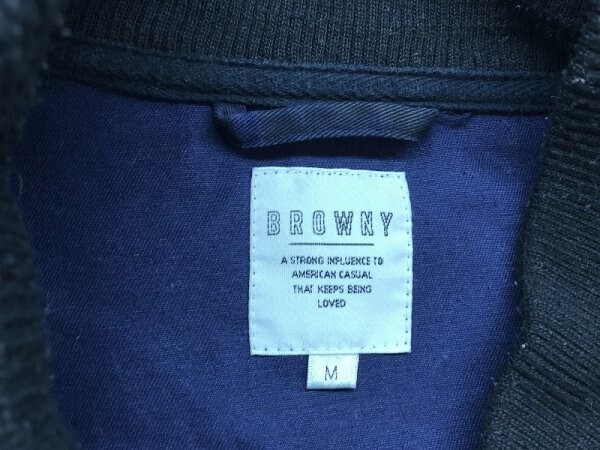 BROWNY
A STRONG INFLUENCE TO
AMERICAN CASUAL
THAT KEEPS BEING
LOVED
M